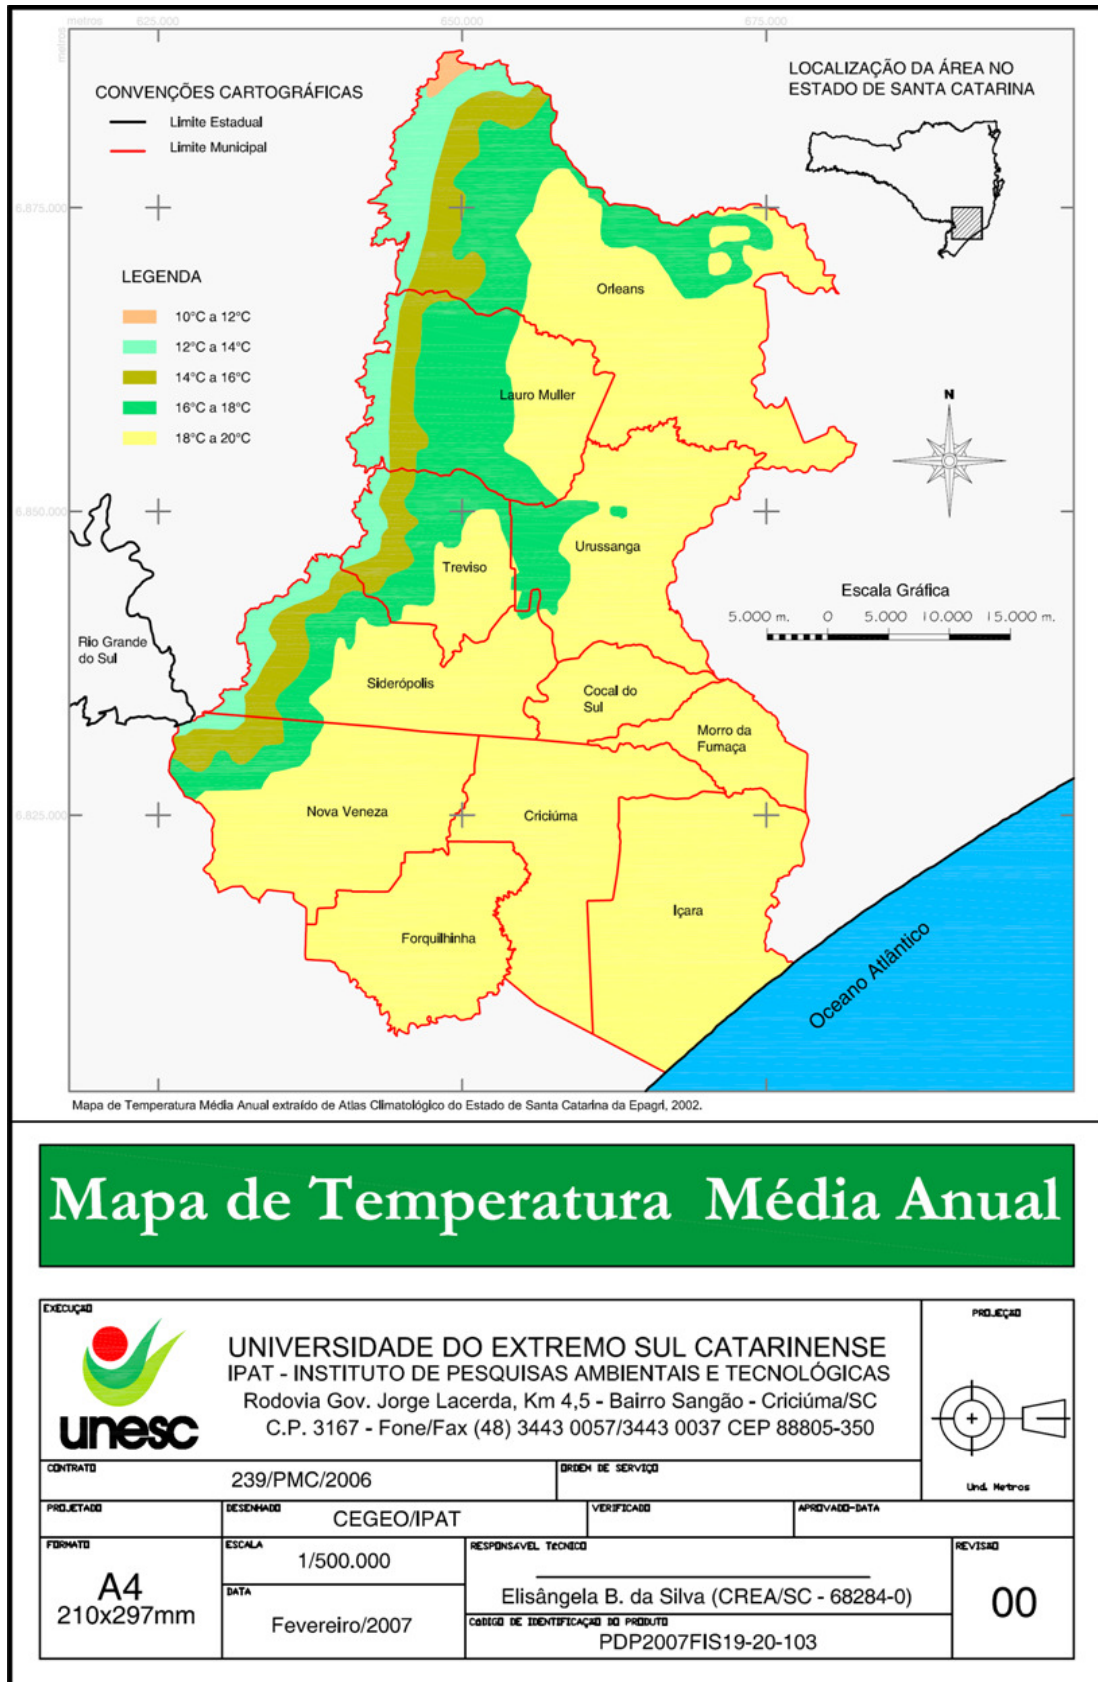 metros 625.000 650.000 675.000
metros
CONVENÇÕES CARTOGRÁFICAS
Limite Estadual
Limite Municipal
LOCALIZAÇÃO DA ÁREA NO
ESTADO DE SANTA CATARINA
6.875.000
LEGENDA
10°C a 12°C
12°C a 14°C
14°C a 16°C
16°C a 18°C
18°C a 20°C
Orleans
Lauro Muller
N
6.850.000
Urussanga
Treviso
Escala Gráfica
5.0000 m. 0 5.000 10.000 15.000 m.
Rio Grande
do Sul
Siderópolis
Cocal do
Sul
Morro da
Fumaça
Nova Veneza
Criciúma
6.825.000
Içara
Forquilhinha
Oceano Atlântico
Mapa de Temperatura Média Anual extraído de Atlas Climatológico do Estado de Santa Catarina da Epagri, 2002.
Mapa de Temperatura Média Anual
EXECUÇÃO
unesc
UNIVERSIDADE DO EXTREMO SUL CATARINENSE
IPAT - INSTITUTO DE PESQUISAS AMBIENTAIS E TECNOLÓGICAS
Rodovia Gov. Jorge Lacerda, Km 4,5 - Bairro Sangão - Criciúma/SC
C.P. 3167 - Fone/Fax (48) 3443 0057/3443 0037 CEP 88805-350
PROJEÇÃO
Und. Metros
CONTRATO
239/PMC/2006
ORDEM DE SERVIÇO
PROJETADO
DESENHADO
CEGEO/IPAT
VERIFICADO
APROVADO-DATA
FORMATO
A4
210x297mm
ESCALA
1/500.000
DATA
Fevereiro/2007
RESPONSÁVEL TÉCNICO
Elisângela B. da Silva (CREA/SC - 68284-0)
CÓDIGO DE IDENTIFICAÇÃO DO PRODUTO
PDP2007FIS19-20-103
REVISÃO
00